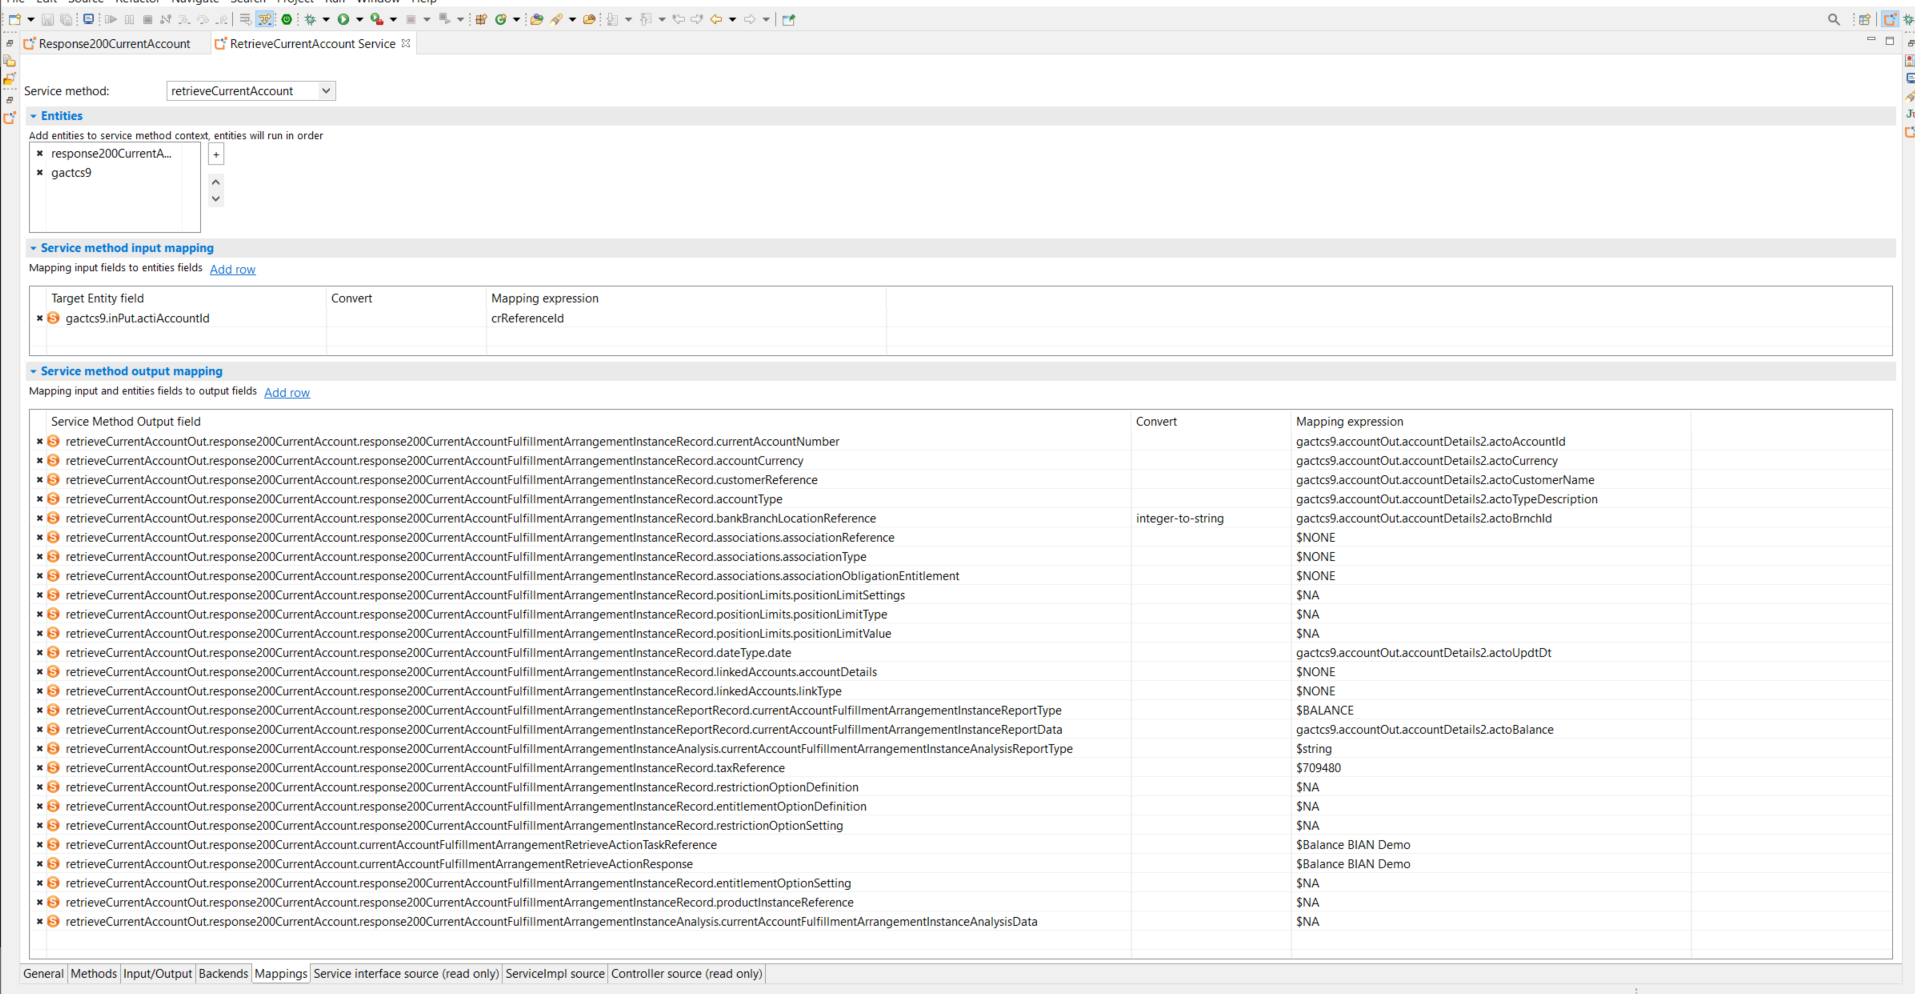 File Edit Source Refactor Navigate Search Project Run Window Help
Response200CurrentAccount RetrieveCurrentAccount Service
Service method: retrieveCurrentAccount
Entities
Add entities to service method context, entities will run in order
response200CurrentA...
+
gactcs9
Service method input mapping
Mapping input fields to entities fields Add row
Target Entity field Convert Mapping expression
gactcs9.inPut.actiAccountId crReferenceId
Service method output mapping
Mapping input and entities fields to output fields Add row
Service Method Output field Convert Mapping expression
retrieveCurrentAccountOut.response200CurrentAccount.response200CurrentAccountFulfillmentArrangementInstanceRecord.currentAccountNumber gactcs9.accountOut.accountDetails2.actoAccountId
retrieveCurrentAccountOut.response200CurrentAccount.response200CurrentAccountFulfillmentArrangementInstanceRecord.accountCurrency gactcs9.accountOut.accountDetails2.actoCurrency
retrieveCurrentAccountOut.response200CurrentAccount.response200CurrentAccountFulfillmentArrangementInstanceRecord.customerReference gactcs9.accountOut.accountDetails2.actoCustomerName
retrieveCurrentAccountOut.response200CurrentAccount.response200CurrentAccountFulfillmentArrangementInstanceRecord.accountType gactcs9.accountOut.accountDetails2.actoTypeDescription
retrieveCurrentAccountOut.response200CurrentAccount.response200CurrentAccountFulfillmentArrangementInstanceRecord.bankBranchLocationReference integer-to-string gactcs9.accountOut.accountDetails2.actoBrnchId
retrieveCurrentAccountOut.response200CurrentAccount.response200CurrentAccountFulfillmentArrangementInstanceRecord.associations.associationReference $NONE
retrieveCurrentAccountOut.response200CurrentAccount.response200CurrentAccountFulfillmentArrangementInstanceRecord.associations.associationType $NONE
retrieveCurrentAccountOut.response200CurrentAccount.response200CurrentAccountFulfillmentArrangementInstanceRecord.associations.associationObligationEntitlement $NONE
retrieveCurrentAccountOut.response200CurrentAccount.response200CurrentAccountFulfillmentArrangementInstanceRecord.positionLimits.positionLimitSettings $NA
retrieveCurrentAccountOut.response200CurrentAccount.response200CurrentAccountFulfillmentArrangementInstanceRecord.positionLimits.positionLimitType $NA
retrieveCurrentAccountOut.response200CurrentAccount.response200CurrentAccountFulfillmentArrangementInstanceRecord.positionLimits.positionLimitValue $NA
retrieveCurrentAccountOut.response200CurrentAccount.response200CurrentAccountFulfillmentArrangementInstanceRecord.dateType.date gactcs9.accountOut.accountDetails2.actoUpdtDt
retrieveCurrentAccountOut.response200CurrentAccount.response200CurrentAccountFulfillmentArrangementInstanceRecord.linkedAccounts.accountDetails $NONE
retrieveCurrentAccountOut.response200CurrentAccount.response200CurrentAccountFulfillmentArrangementInstanceRecord.linkedAccounts.linkType $NONE
retrieveCurrentAccountOut.response200CurrentAccount.response200CurrentAccountFulfillmentArrangementInstanceReportRecord.currentAccountFulfillmentArrangementInstanceReportType $BALANCE
retrieveCurrentAccountOut.response200CurrentAccount.response200CurrentAccountFulfillmentArrangementInstanceReportRecord.currentAccountFulfillmentArrangementInstanceReportData gactcs9.accountOut.accountDetails2.actoBalance
retrieveCurrentAccountOut.response200CurrentAccount.response200CurrentAccountFulfillmentArrangementInstanceAnalysis.currentAccountFulfillmentArrangementInstanceAnalysisReportType $string
retrieveCurrentAccountOut.response200CurrentAccount.response200CurrentAccountFulfillmentArrangementInstanceRecord.taxReference $709480
retrieveCurrentAccountOut.response200CurrentAccount.response200CurrentAccountFulfillmentArrangementInstanceRecord.restrictionOptionDefinition $NA
retrieveCurrentAccountOut.response200CurrentAccount.response200CurrentAccountFulfillmentArrangementInstanceRecord.entitlementOptionDefinition $NA
retrieveCurrentAccountOut.response200CurrentAccount.response200CurrentAccountFulfillmentArrangementInstanceRecord.restrictionOptionSetting $NA
retrieveCurrentAccountOut.response200CurrentAccount.currentAccountFulfillmentArrangementRetrieveActionTaskReference $Balance BIAN Demo
retrieveCurrentAccountOut.response200CurrentAccount.currentAccountFulfillmentArrangementRetrieveActionResponse $Balance BIAN Demo
retrieveCurrentAccountOut.response200CurrentAccount.response200CurrentAccountFulfillmentArrangementInstanceRecord.entitlementOptionSetting $NA
retrieveCurrentAccountOut.response200CurrentAccount.response200CurrentAccountFulfillmentArrangementInstanceRecord.productInstanceReference $NA
retrieveCurrentAccountOut.response200CurrentAccount.response200CurrentAccountFulfillmentArrangementInstanceAnalysis.currentAccountFulfillmentArrangementInstanceAnalysisData $NA
General Methods Input/Output Backends Mappings Service interface source (read only) ServiceImpl source Controller source (read only)